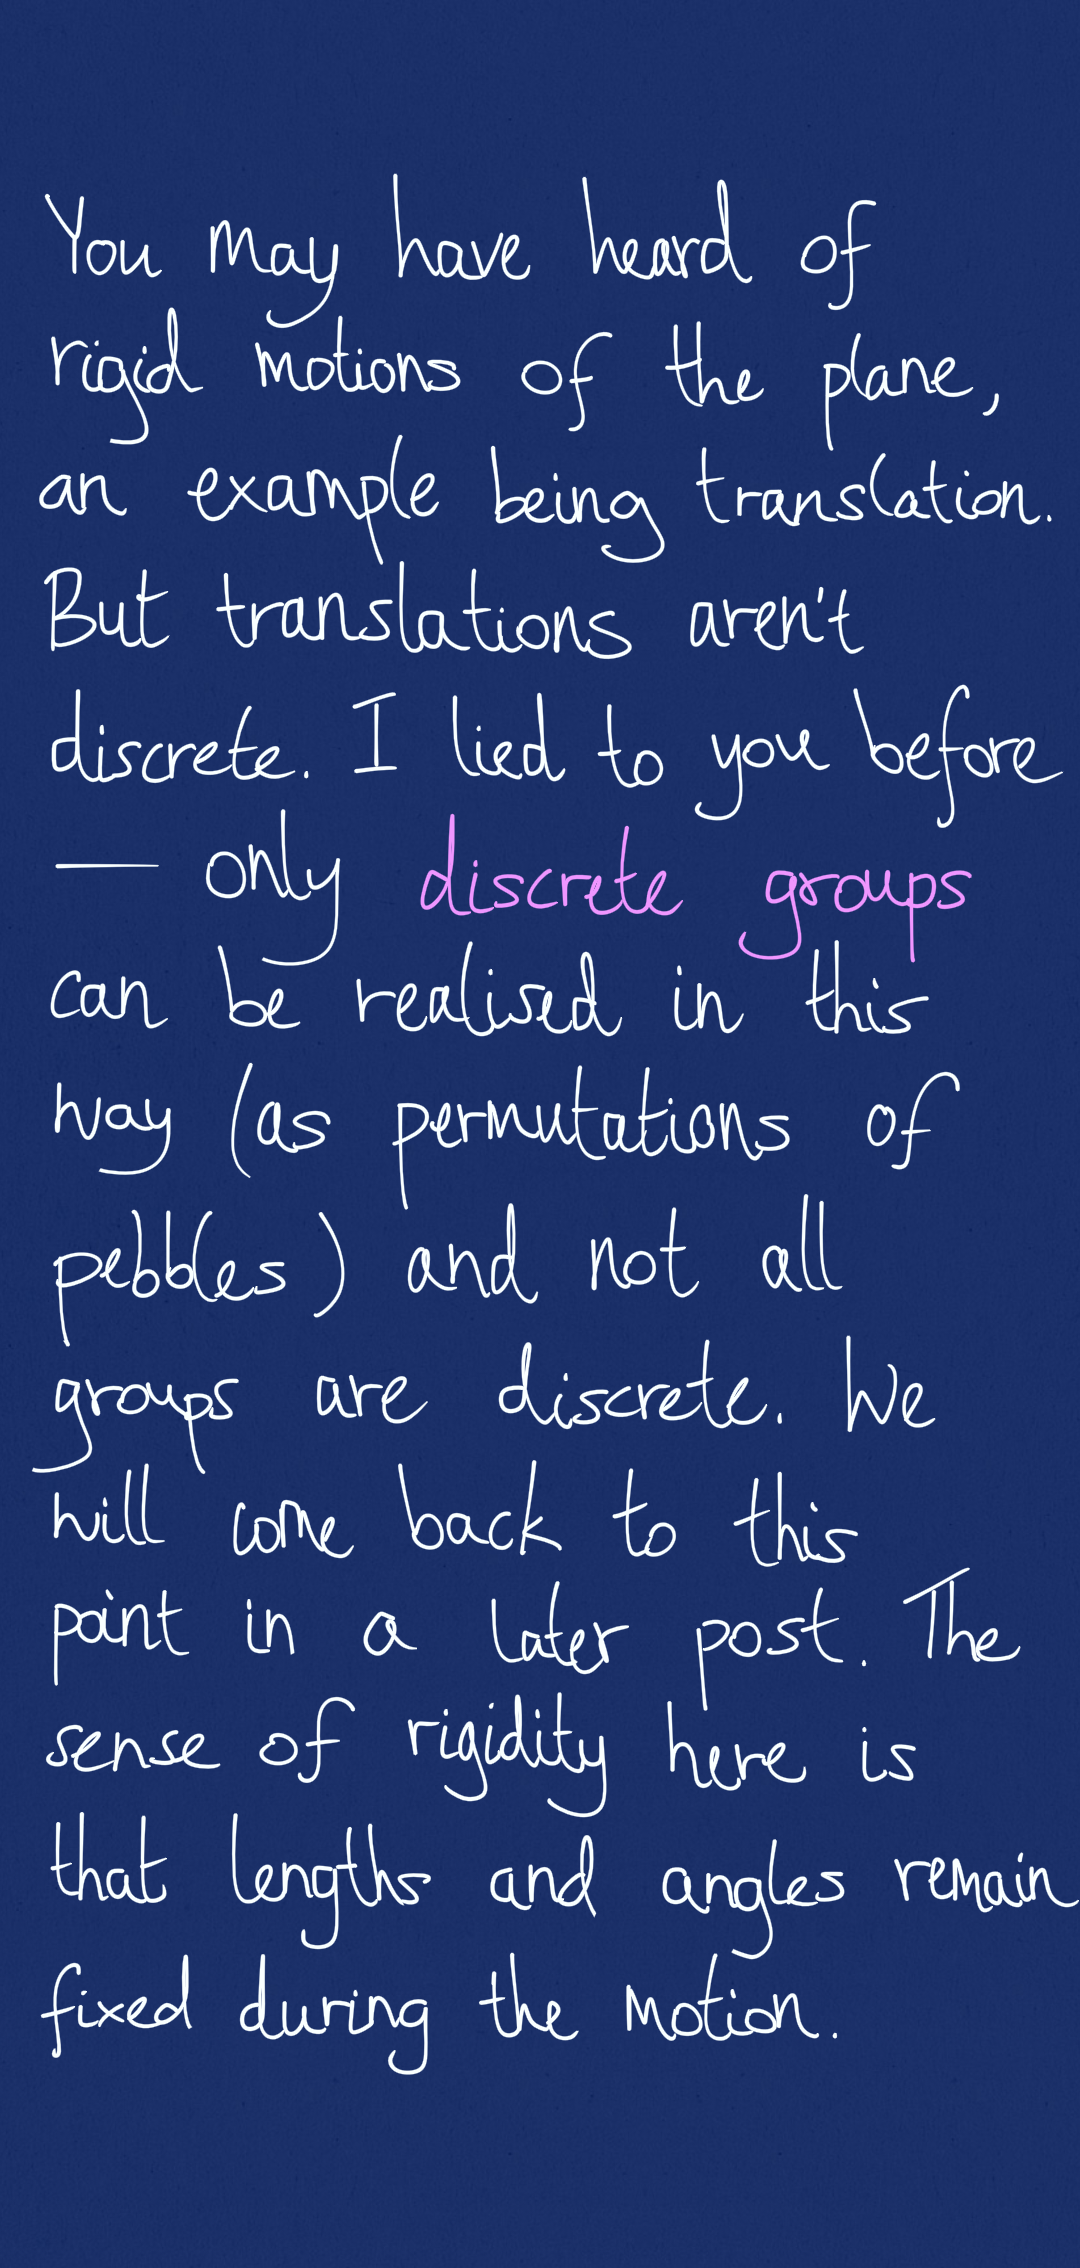 You may have heard of
rigid motions of the plane,
an example being translation.
But translations aren't
discrete. I lied to you before
— only discrete groups
can be realised in this
way (as permutations of
pebbles) and not all
groups are discrete. We
will come back to this
point in a later post. The
sense of rigidity here is
that lengths and angles remain
fixed during the motion.